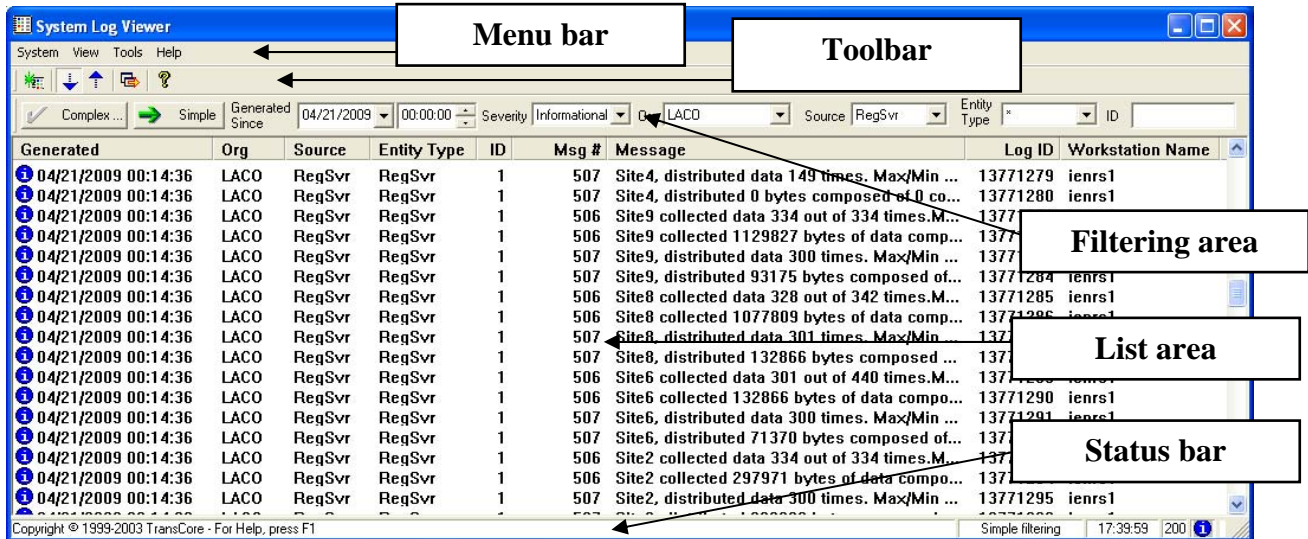 System Log Viewer
Menu bar
Toolbar
System View Tools Help
Complex ... Simple Generated Since 04/21/2009 00:00:00 Severity Informational LACO Source RegSvr Entity Type * ID
Generated Org Source Entity Type ID Msg # Message Log ID Workstation Name
04/21/2009 00:14:36 LACO RegSvr RegSvr 1 507 Site4, distributed data 149 times. Max/Min ... 13771279 ienrs1
04/21/2009 00:14:36 LACO RegSvr RegSvr 1 507 Site4, distributed 0 bytes composed of 0 co... 13771280 ienrs1
04/21/2009 00:14:36 LACO RegSvr RegSvr 1 506 Site9 collected data 334 out of 334 times.M...
04/21/2009 00:14:36 LACO RegSvr RegSvr 1 506 Site9 collected 1129827 bytes of data comp...
04/21/2009 00:14:36 LACO RegSvr RegSvr 1 507 Site9, distributed data 300 times. Max/Min ...
Filtering area
04/21/2009 00:14:36 LACO RegSvr RegSvr 1 507 Site9, distributed 93175 bytes composed of... 13771284 ienrs1
04/21/2009 00:14:36 LACO RegSvr RegSvr 1 506 Site8 collected data 328 out of 342 times.M... 13771285 ienrs1
04/21/2009 00:14:36 LACO RegSvr RegSvr 1 506 Site8 collected 1077809 bytes of data comp... 13771286 ienrs1
04/21/2009 00:14:36 LACO RegSvr RegSvr 1 507 Site8, distributed data 301 times. Max/Min ...
04/21/2009 00:14:36 LACO RegSvr RegSvr 1 507 Site8, distributed 132866 bytes composed ...
List area
04/21/2009 00:14:36 LACO RegSvr RegSvr 1 506 Site6 collected data 301 out of 440 times.M...
04/21/2009 00:14:36 LACO RegSvr RegSvr 1 506 Site6 collected 132866 bytes of data compo... 13771290 ienrs1
04/21/2009 00:14:36 LACO RegSvr RegSvr 1 507 Site6, distributed data 300 times. Max/Min ... 13771291 ienrs1
04/21/2009 00:14:36 LACO RegSvr RegSvr 1 507 Site6, distributed 71370 bytes composed of...
Status bar
04/21/2009 00:14:36 LACO RegSvr RegSvr 1 506 Site2 collected data 334 out of 334 times.M...
04/21/2009 00:14:36 LACO RegSvr RegSvr 1 506 Site2 collected 297971 bytes of data compo...
04/21/2009 00:14:36 LACO RegSvr RegSvr 1 507 Site2, distributed data 300 times. Max/Min ... 13771295 ienrs1
Copyright © 1999-2003 TransCore - For Help, press F1 Simple filtering 17:39:59 200